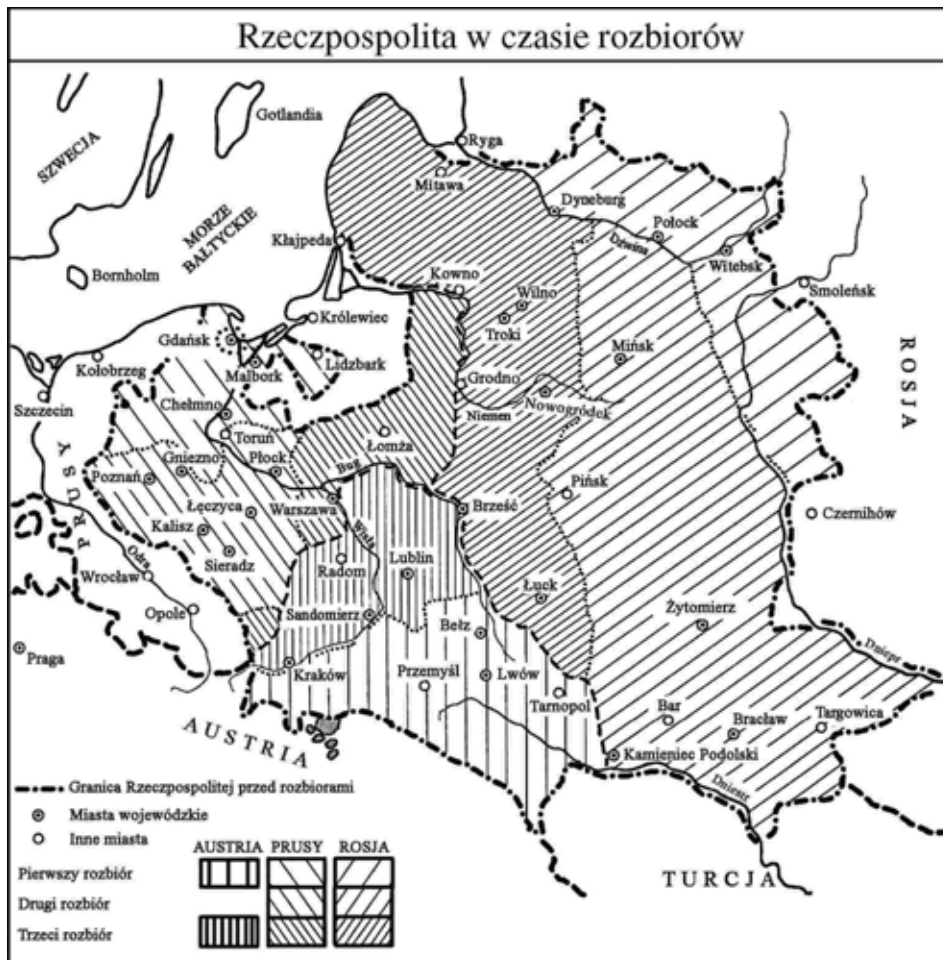 Rzeczpospolita w czasie rozbiorów
Gotlandia
SZWECJA
Ryga
Mitawa
MORZE
BAŁTYCKIE
Dyneburg
Połock
Kłajpeda
Dźwina
Witebsk
Bornholm
Kowno
Smoleńsk
Wilno
Królewiec
Troki
Gdańsk
Mińsk
ROSJA
Kołobrzeg
Malbork
Lidzbark
Szczecin
Grodno
Chełmno
Niemen
Nowogródek
Toruń
Łomża
PRUSY
Gniezno
Płock
Bug
Poznań
Pińsk
Łęczyca
Warszawa
Brześć
Czernihów
Kalisz
Wisła
Odra
Sieradz
Radom
Lublin
Wrocław
Łuck
Opole
Sandomierz
Żytomierz
Bełz
Dniepr
Praga
Kraków
Przemyśl
Lwów
Tarnopol
Bar
Bracław
Targowica
AUSTRIA
Kamieniec Podolski
Dniestr
TURCJA
Granica Rzeczpospolitej przed rozbiorami
Miasta wojewódzkie
Inne miasta
AUSTRIA PRUSY ROSJA
Pierwszy rozbiór
Drugi rozbiór
Trzeci rozbiór